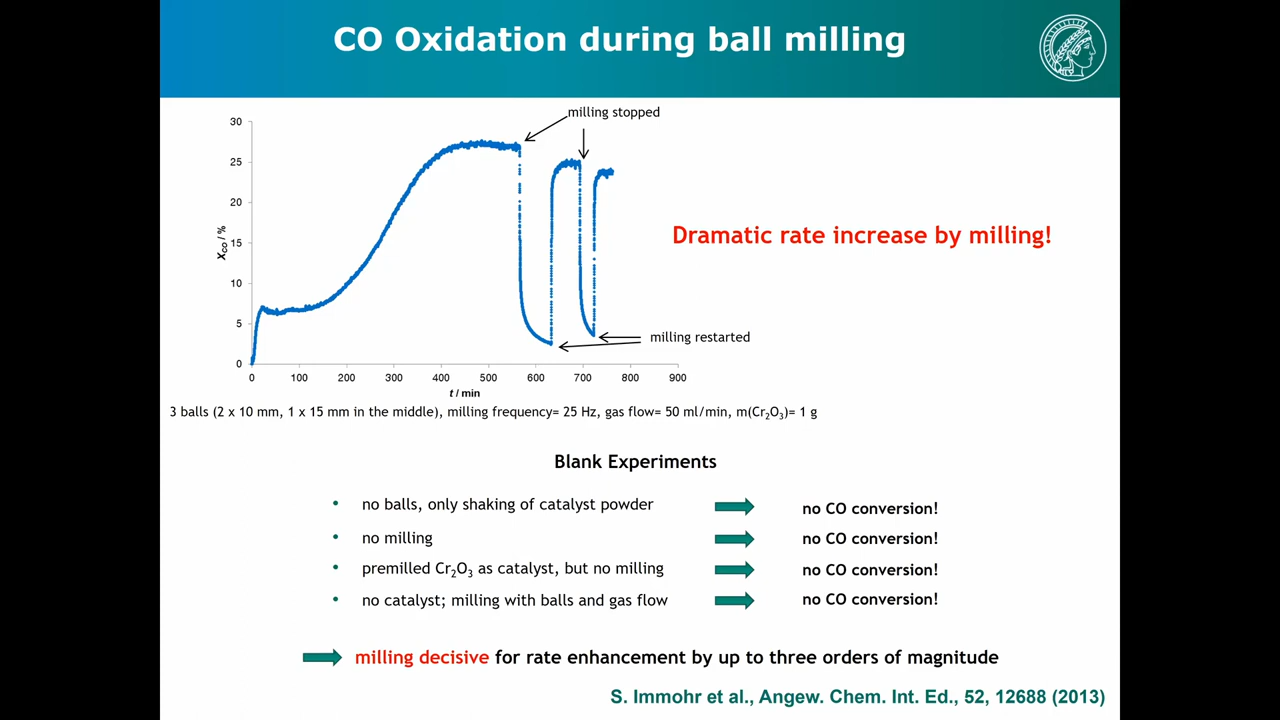 CO Oxidation during ball milling
milling stopped
30
25
20
15
10
5
0
X_CO / %
0 100 200 300 400 500 600 700 800 900
t / min
milling restarted
Dramatic rate increase by milling!
3 balls (2 x 10 mm, 1 x 15 mm in the middle), milling frequency= 25 Hz, gas flow= 50 ml/min, m(Cr₂O₃)= 1 g
Blank Experiments
• no balls, only shaking of catalyst powder no CO conversion!
• no milling no CO conversion!
• premilled Cr₂O₃ as catalyst, but no milling no CO conversion!
• no catalyst; milling with balls and gas flow no CO conversion!
milling decisive for rate enhancement by up to three orders of magnitude
S. Immohr et al., Angew. Chem. Int. Ed., 52, 12688 (2013)